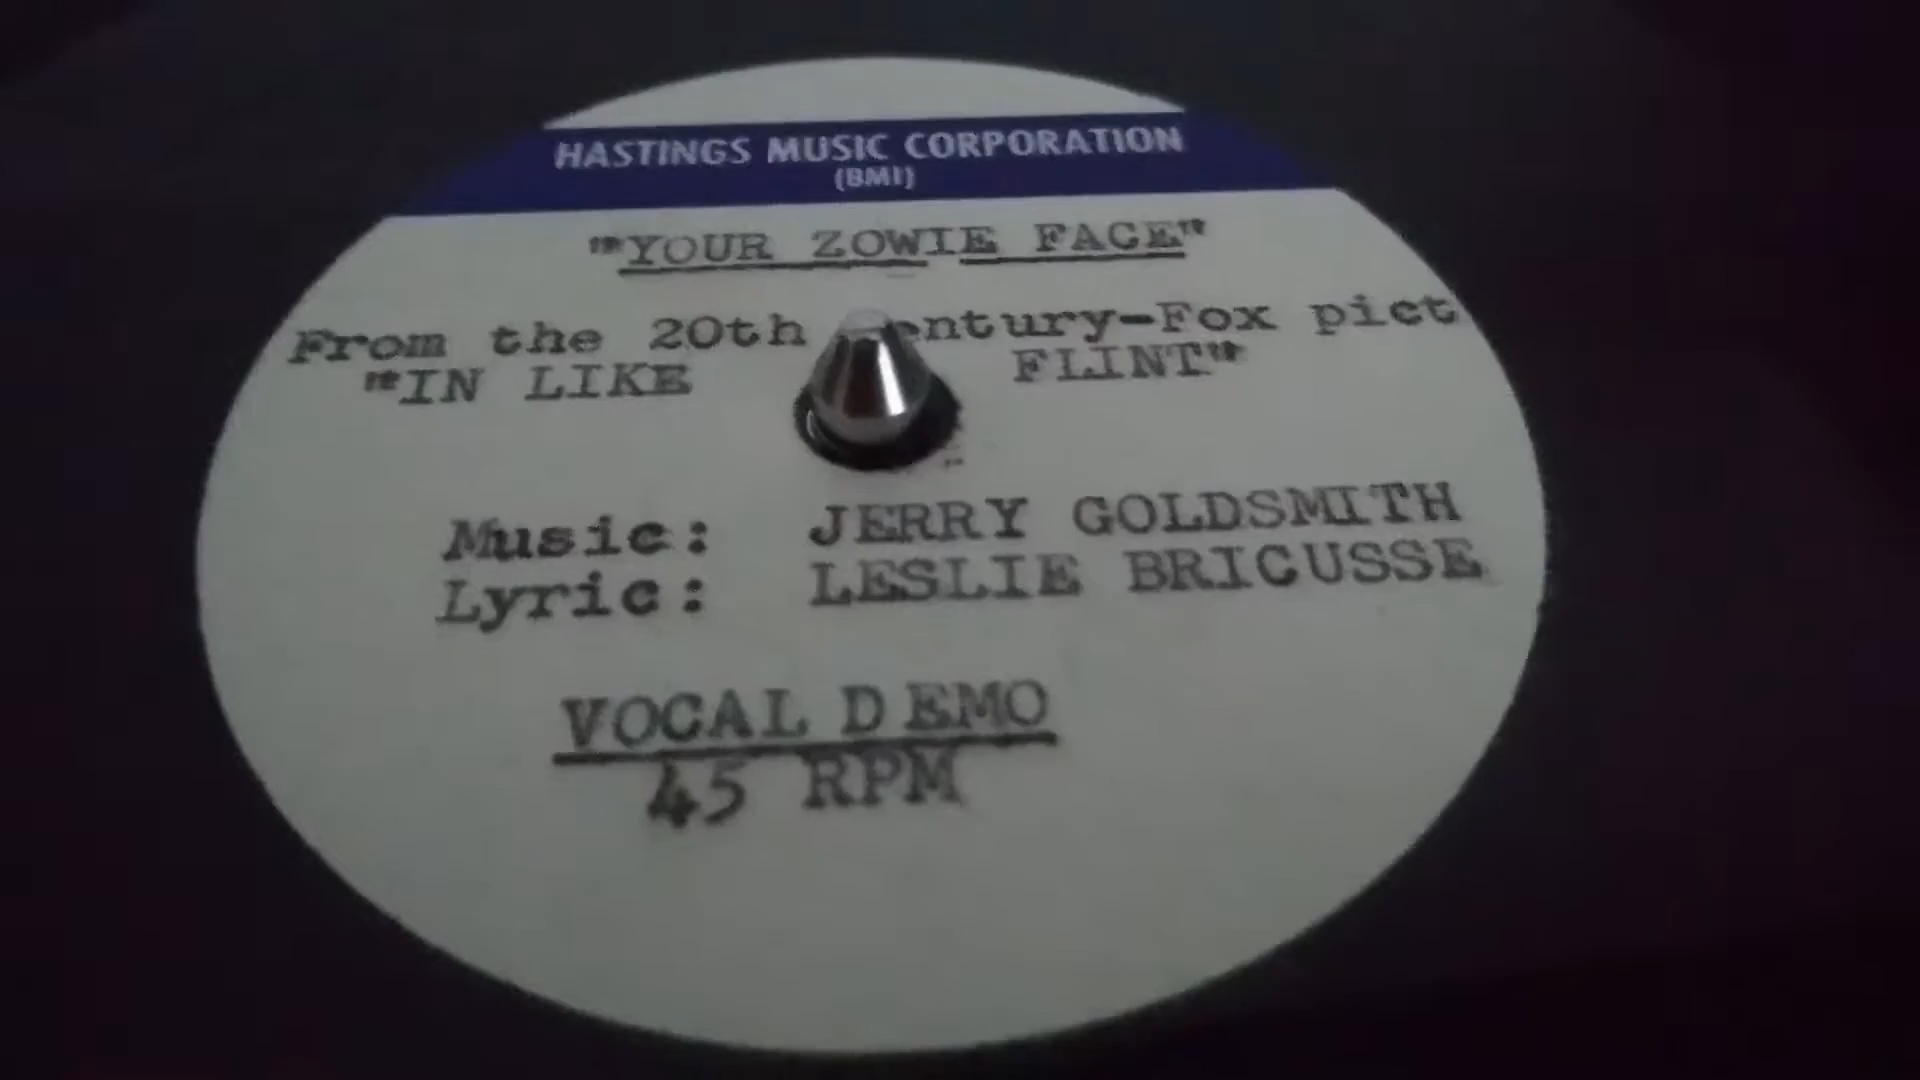 HASTINGS MUSIC CORPORATION
(BMI)
"YOUR ZOWIE FACE"
From the 20th entury-Fox pict
"IN LIKE FLINT"
Music: JERRY GOLDSMITH
Lyric: LESLIE BRICUSSE
VOCAL DEMO
45 RPM